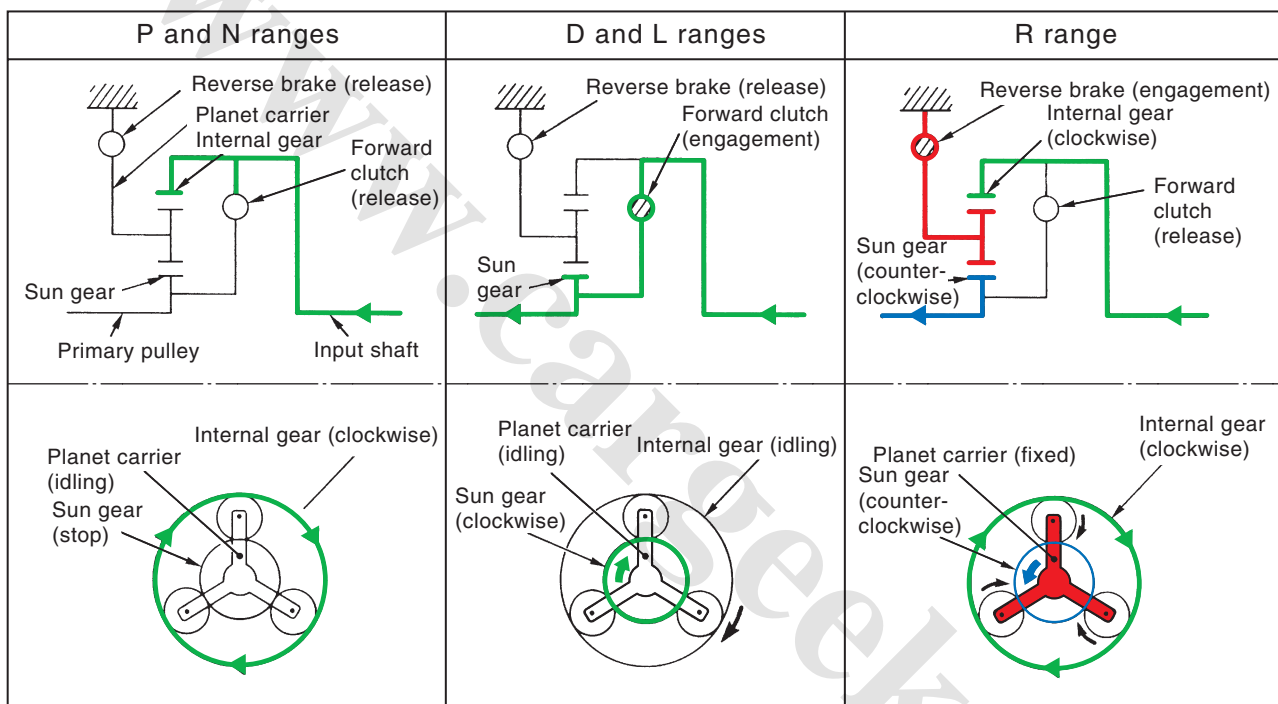 P and N ranges
D and L ranges
R range
Reverse brake (release)
Planet carrier
Internal gear
Forward
clutch
(release)
Sun gear
Primary pulley
Input shaft
Reverse brake (release)
Forward clutch
(engagement)
Sun
gear
Reverse brake (engagement)
Internal gear
(clockwise)
Forward
clutch
(release)
Sun gear
(counter-
clockwise)
Internal gear (clockwise)
Planet carrier
(idling)
Sun gear
(stop)
Planet carrier
(idling)
Internal gear (idling)
Sun gear
(clockwise)
Internal gear
(clockwise)
Planet carrier (fixed)
Sun gear
(counter-
clockwise)
www.cargeek